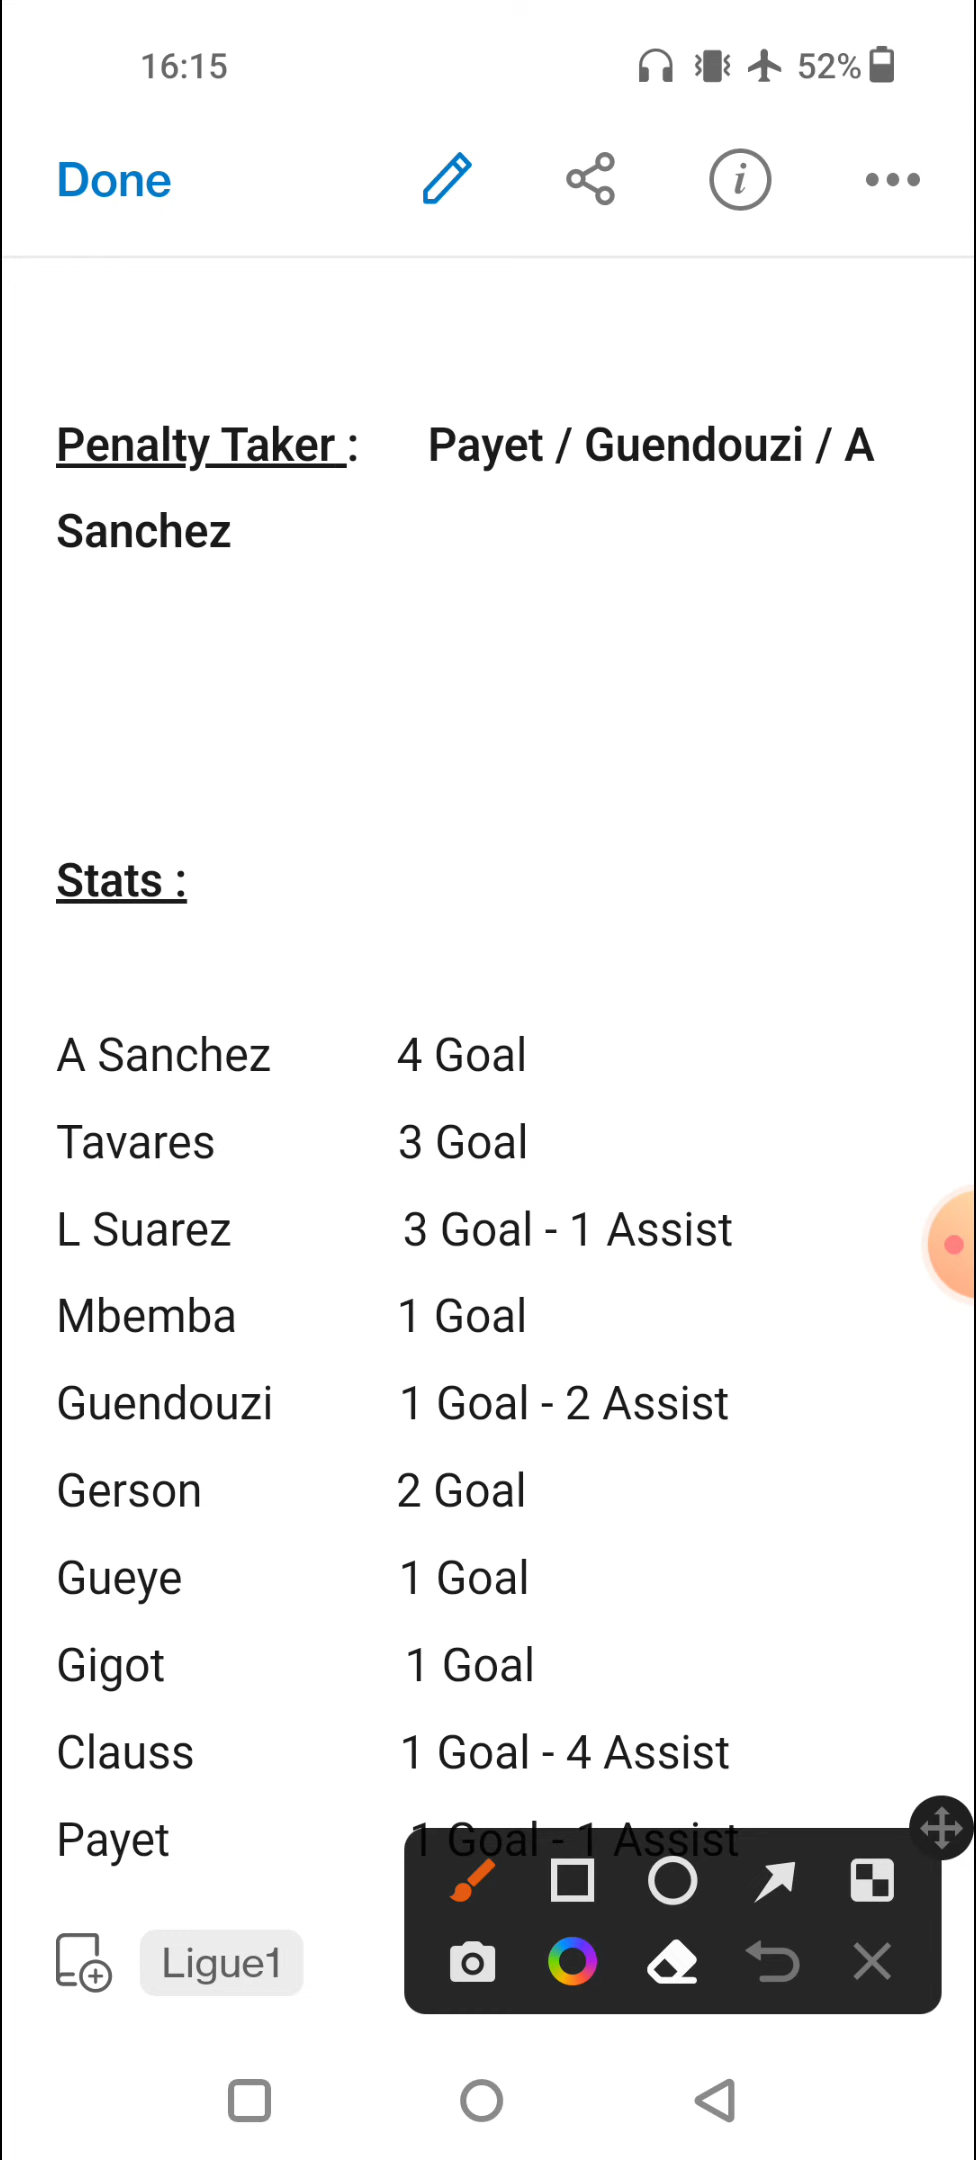 16:15 52%
Done
Penalty Taker : Payet / Guendouzi / A
Sanchez
Stats :
A Sanchez 4 Goal
Tavares 3 Goal
L Suarez 3 Goal - 1 Assist
Mbemba 1 Goal
Guendouzi 1 Goal - 2 Assist
Gerson 2 Goal
Gueye 1 Goal
Gigot 1 Goal
Clauss 1 Goal - 4 Assist
Payet 1 Goal - 1 Assist
Ligue1